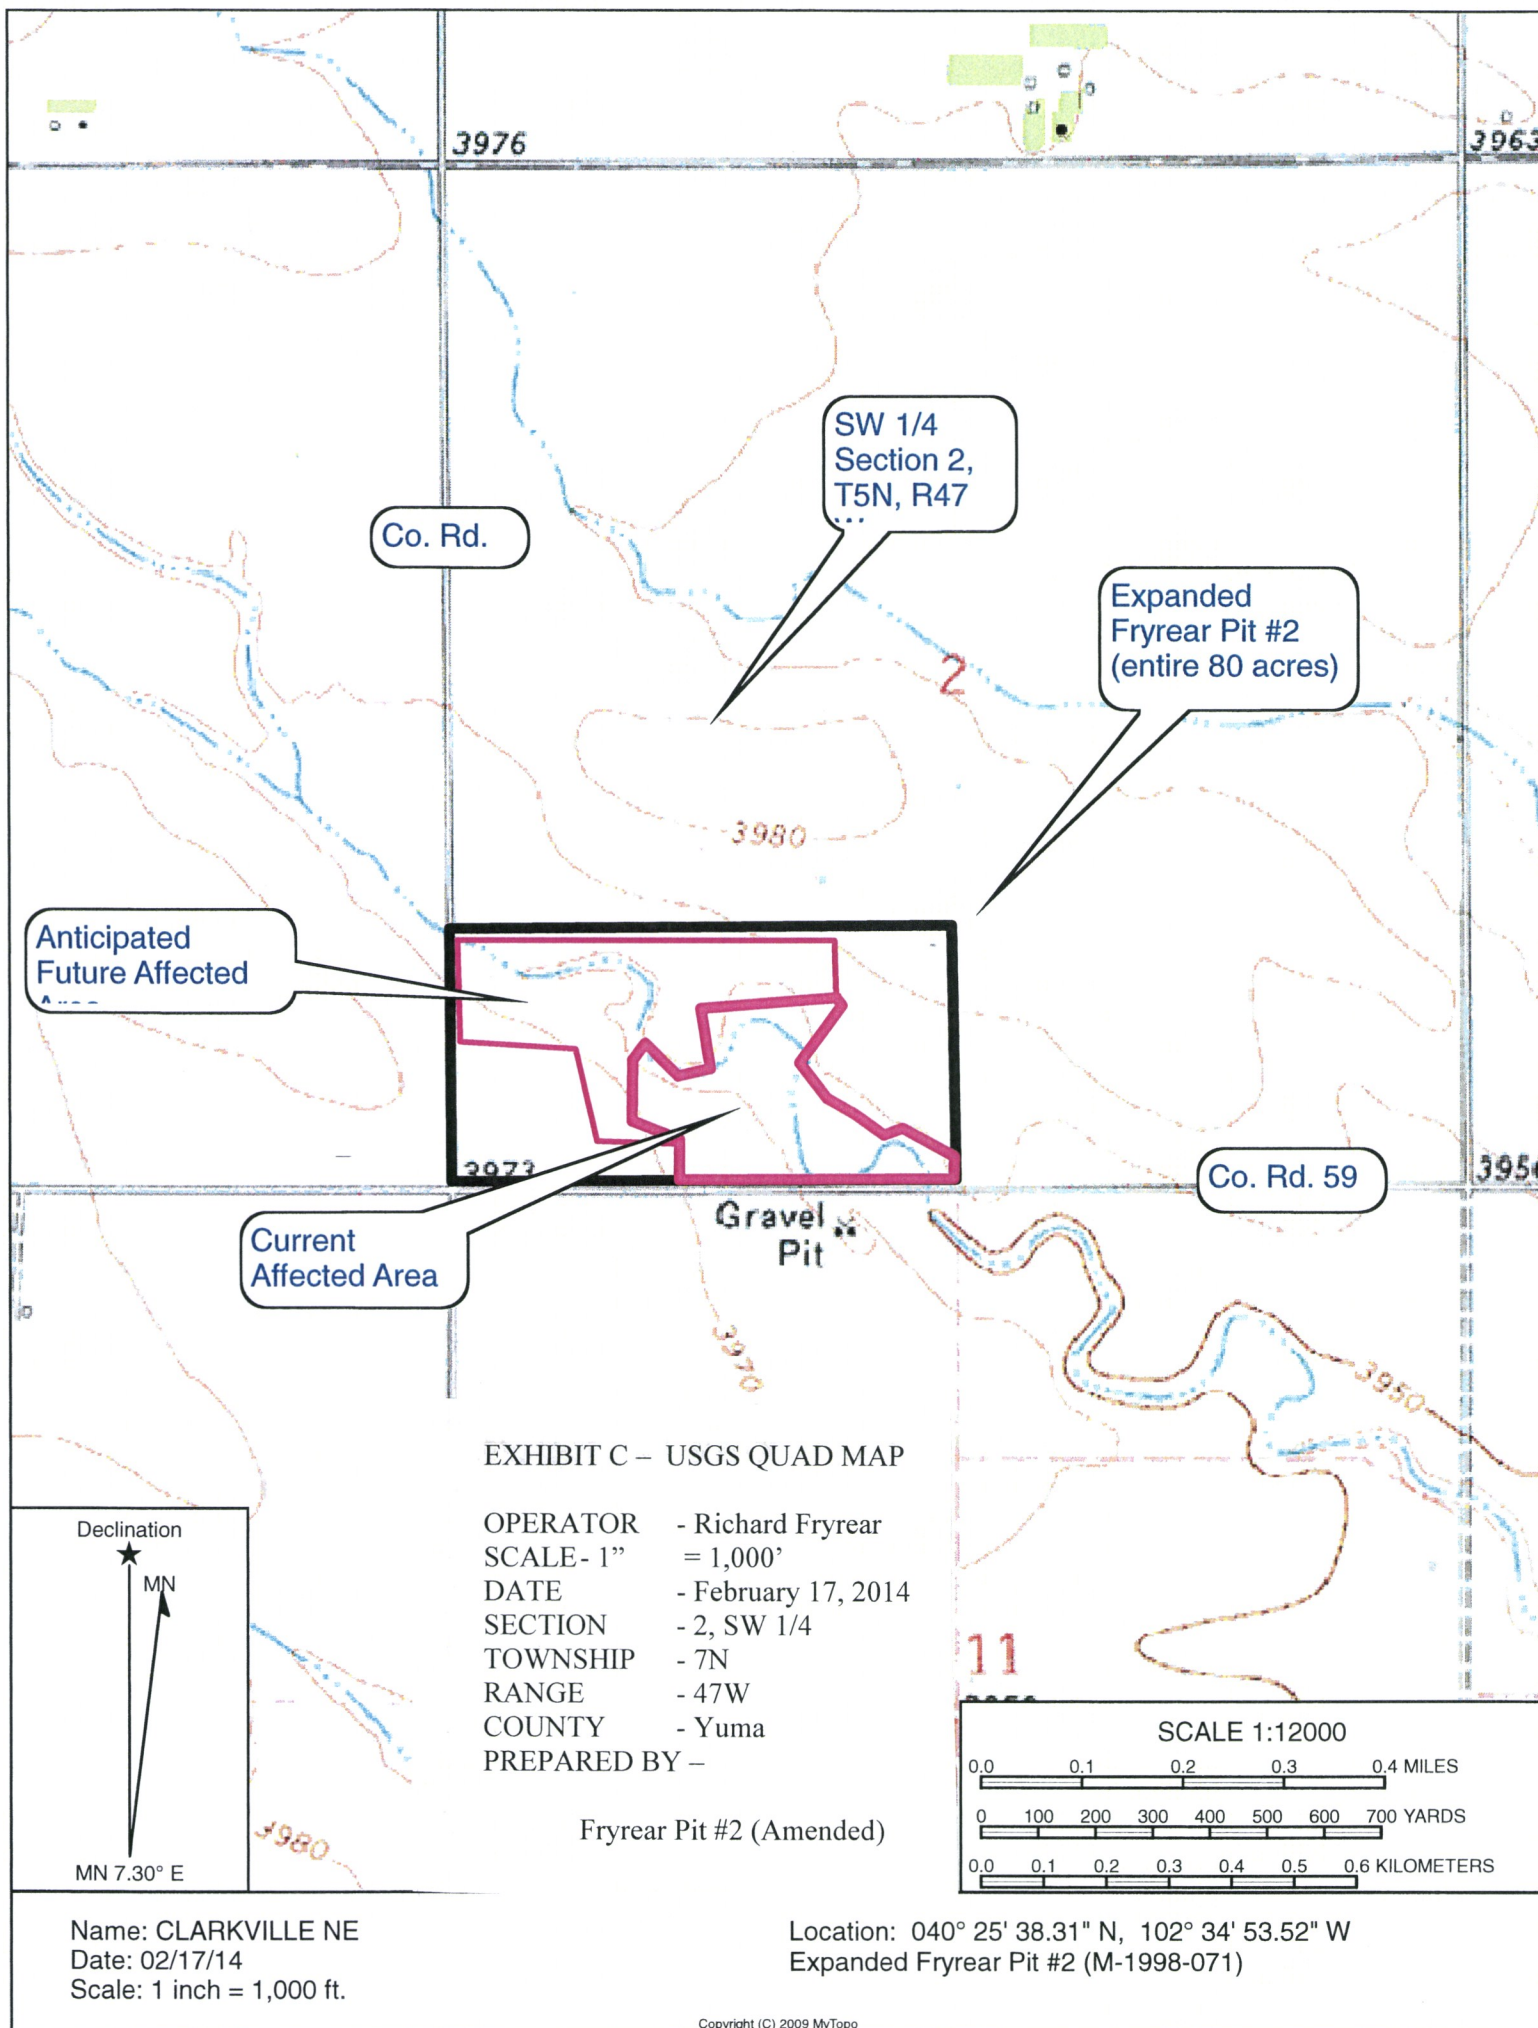 3976
3963
SW 1/4
Section 2,
T5N, R47
Co. Rd.
Expanded
Fryrear Pit #2
(entire 80 acres)
2
3980
Anticipated
Future Affected
3973
Co. Rd. 59
395
Gravel
Pit
Current
Affected Area
3970
3950
EXHIBIT C – USGS QUAD MAP
OPERATOR - Richard Fryrear
SCALE- 1” = 1,000’
DATE - February 17, 2014
SECTION - 2, SW 1/4
TOWNSHIP - 7N
RANGE - 47W
COUNTY - Yuma
PREPARED BY –
Fryrear Pit #2 (Amended)
Declination
MN
MN 7.30° E
11
3980
SCALE 1:12000
0.0 0.1 0.2 0.3 0.4 MILES
0 100 200 300 400 500 600 700 YARDS
0.0 0.1 0.2 0.3 0.4 0.5 0.6 KILOMETERS
Name: CLARKVILLE NE
Date: 02/17/14
Scale: 1 inch = 1,000 ft.
Location: 040° 25' 38.31" N, 102° 34' 53.52" W
Expanded Fryrear Pit #2 (M-1998-071)
Copyright (C) 2009 MyTopo